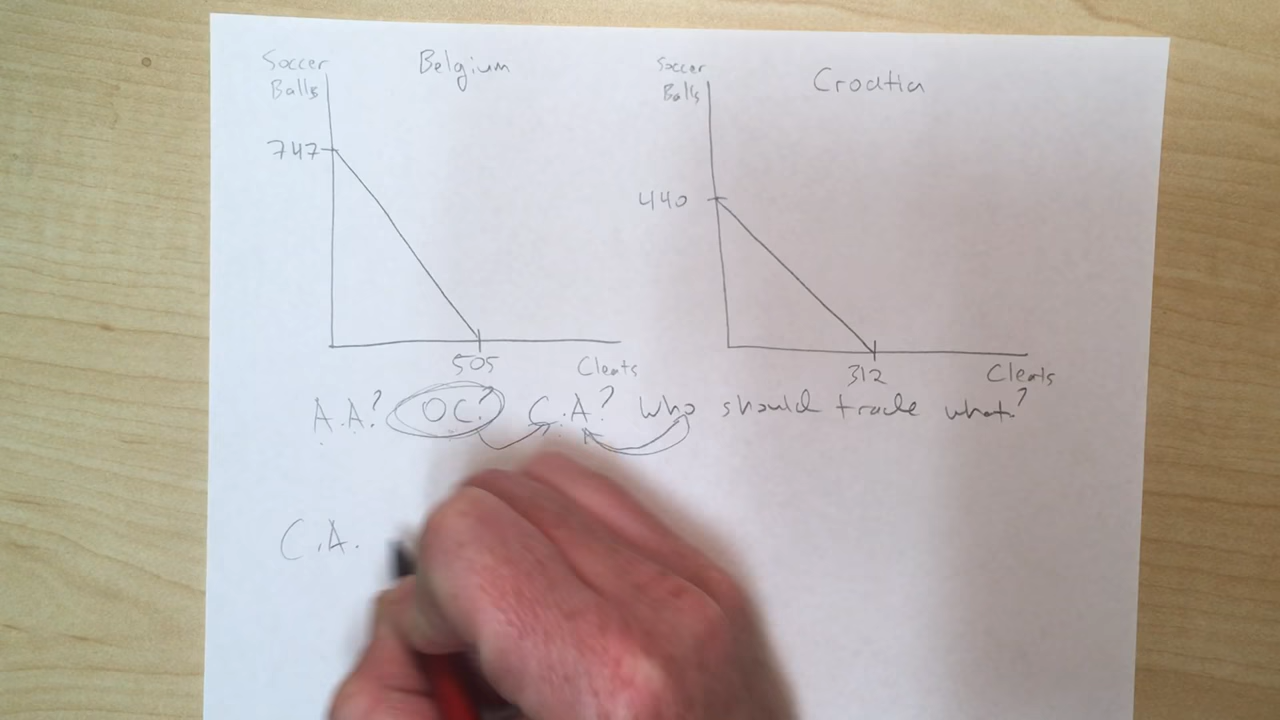 Soccer Balls
Belgium
747
505
Cleats
Soccer Balls
Croatia
440
312
Cleats
A.A? OC? C.A? Who should trade what?
C.A.